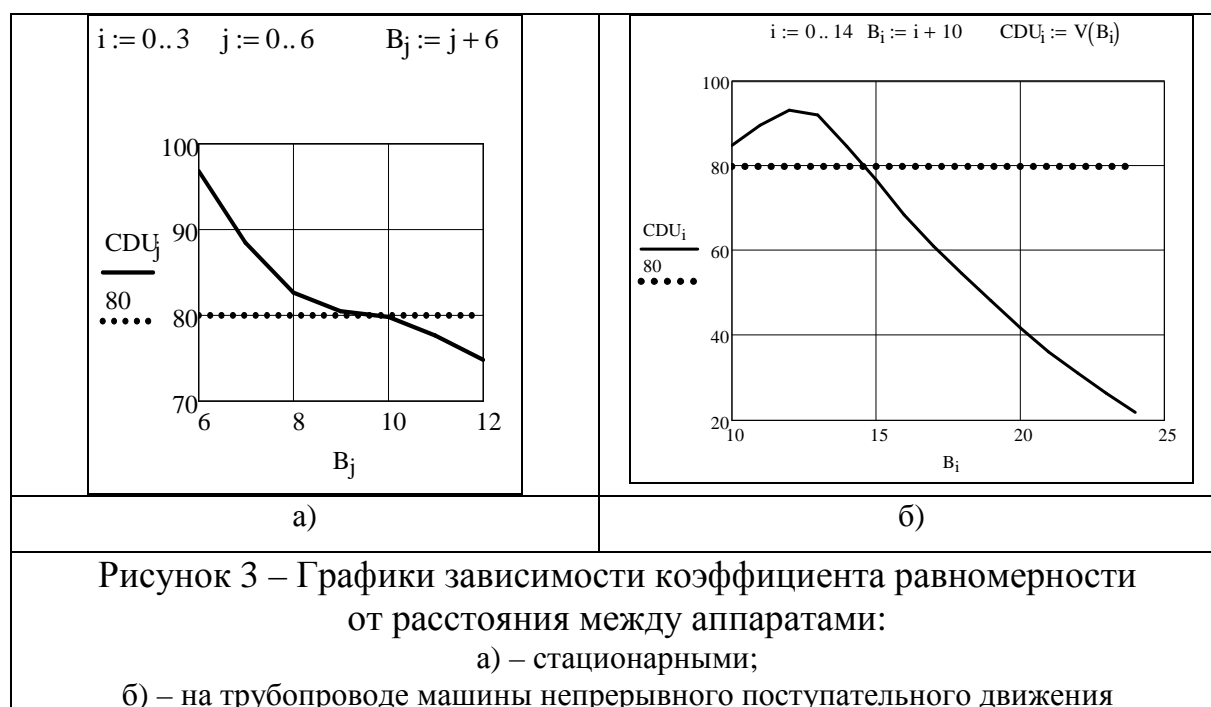 i := 0.. 3 j := 0.. 6 B_j := j + 6
100
90
CDU_j
80
80
70
6 8 10 12
B_j
а)
i := 0.. 14 B_i := i + 10 CDU_i := V(B_i)
100
80
CDU_i
60
80
40
20
10 15 20 25
B_i
б)
Рисунок 3 – Графики зависимости коэффициента равномерности
от расстояния между аппаратами:
а) – стационарными;
б) – на трубопроводе машины непрерывного поступательного движения